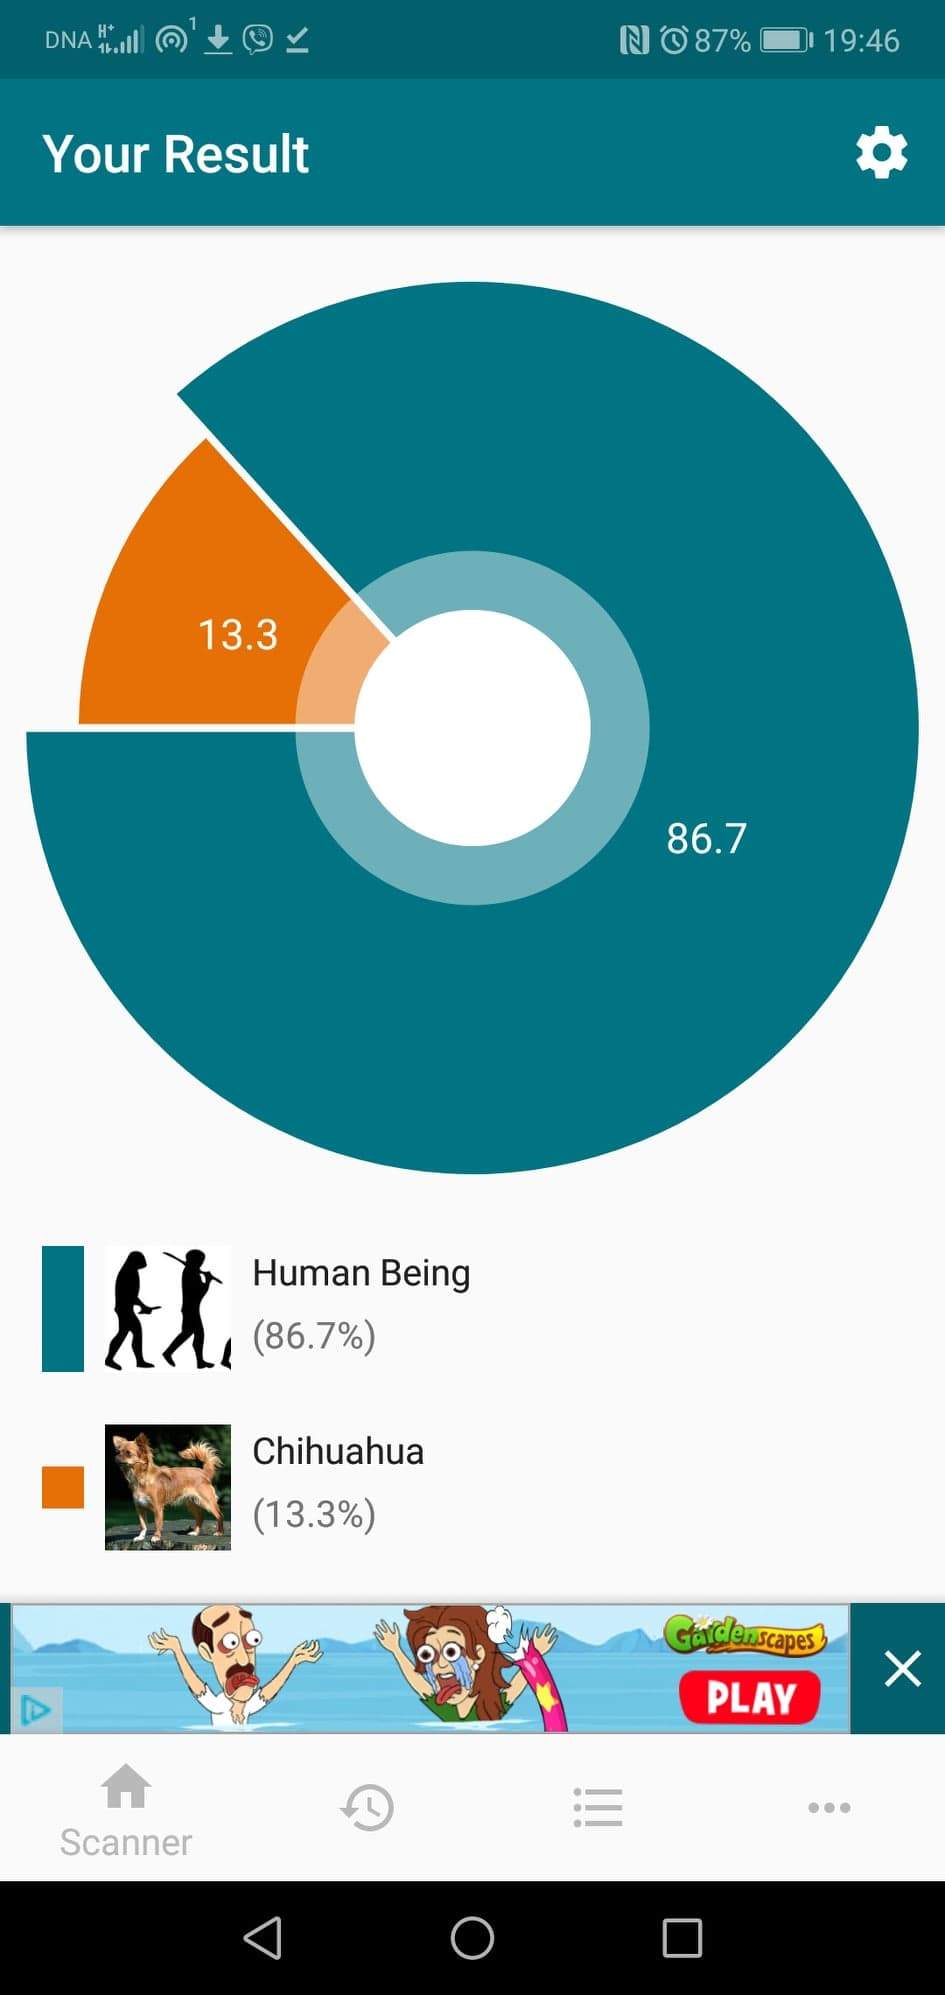 DNA H+ 1 87% 19:46
Your Result
13.3
86.7
Human Being
(86.7%)
Chihuahua
(13.3%)
Gardenscapes
PLAY
Scanner